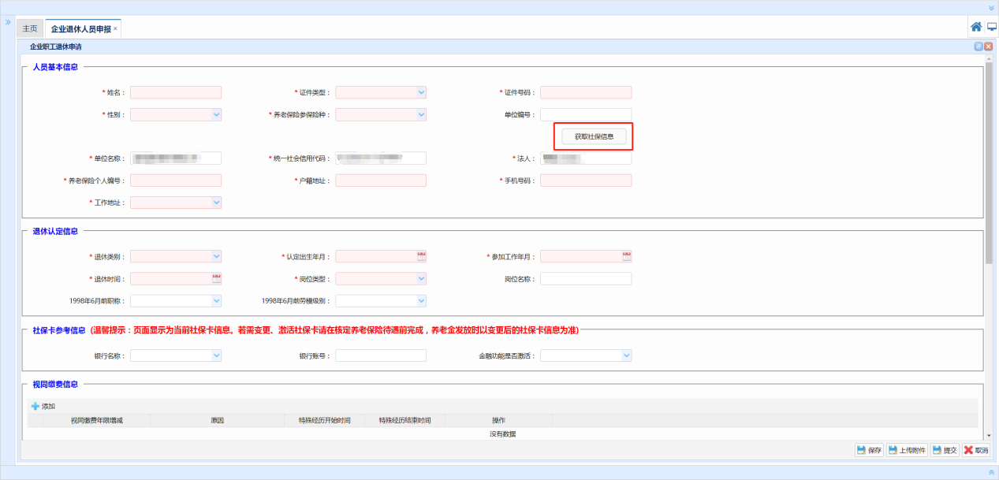 主页 企业退休人员申报
企业职工退休申请
人员基本信息
* 姓名： * 证件类型： * 证件号码：
* 性别： * 养老保险参保险种： 单位编号：
获取社保信息
* 单位名称： * 统一社会信用代码： * 法人：
* 养老保险个人编号： * 户籍地址： * 手机号码：
* 工作地址：
退休认定信息
* 退休类别： * 认定出生年月： * 参加工作年月：
* 退休时间： * 岗位类型： 岗位名称：
1998年6月前职称： 1998年6月前劳模级别：
社保卡参考信息（温馨提示：页面显示为当前社保卡信息。若需变更、激活社保卡请在核定养老保险待遇前完成，养老金发放时以变更后的社保卡信息为准）
银行名称： 银行账号： 金融功能是否激活：
视同缴费信息
添加
视同缴费年限增减 原因 特殊经历开始时间 特殊经历结束时间 操作
没有数据
保存 上传附件 提交 取消